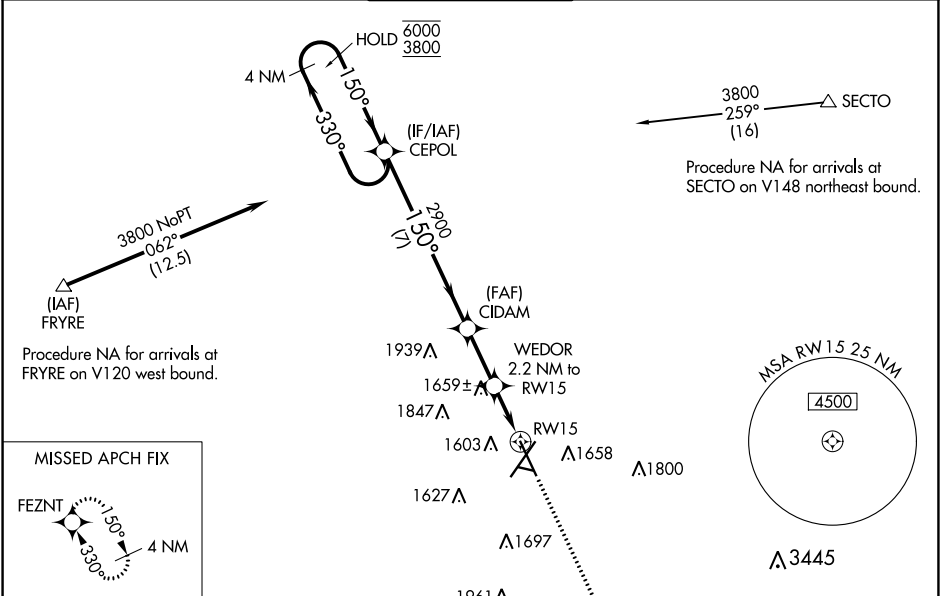 HOLD 6000
3800
4 NM
150°
330°
(IF/IAF)
CEPOL
3800
259°
(16)
SECTO
Procedure NA for arrivals at
SECTO on V148 northeast bound.
3800 NoPT
062°
(12.5)
(IAF)
FRYRE
Procedure NA for arrivals at
FRYRE on V120 west bound.
2900
150°
(7)
(FAF)
CIDAM
1939
WEDOR
2.2 NM to
RW15
1659±
1847
RW15
1603
1658
1800
1627
1697
1961
MSA RW15 25 NM
4500
3445
MISSED APCH FIX
FEZNT
150°
330°
4 NM